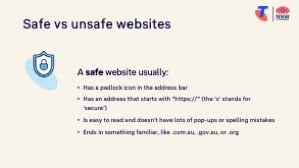 Safe vs unsafe websites
A safe website usually:
• Has a padlock icon in the address bar
• Has an address that starts with "https://" (the 's' stands for
'secure')
• Is easy to read and doesn't have lots of pop-ups or spelling mistakes
• Ends in something familiar, like .com.au, .gov.au, or .org